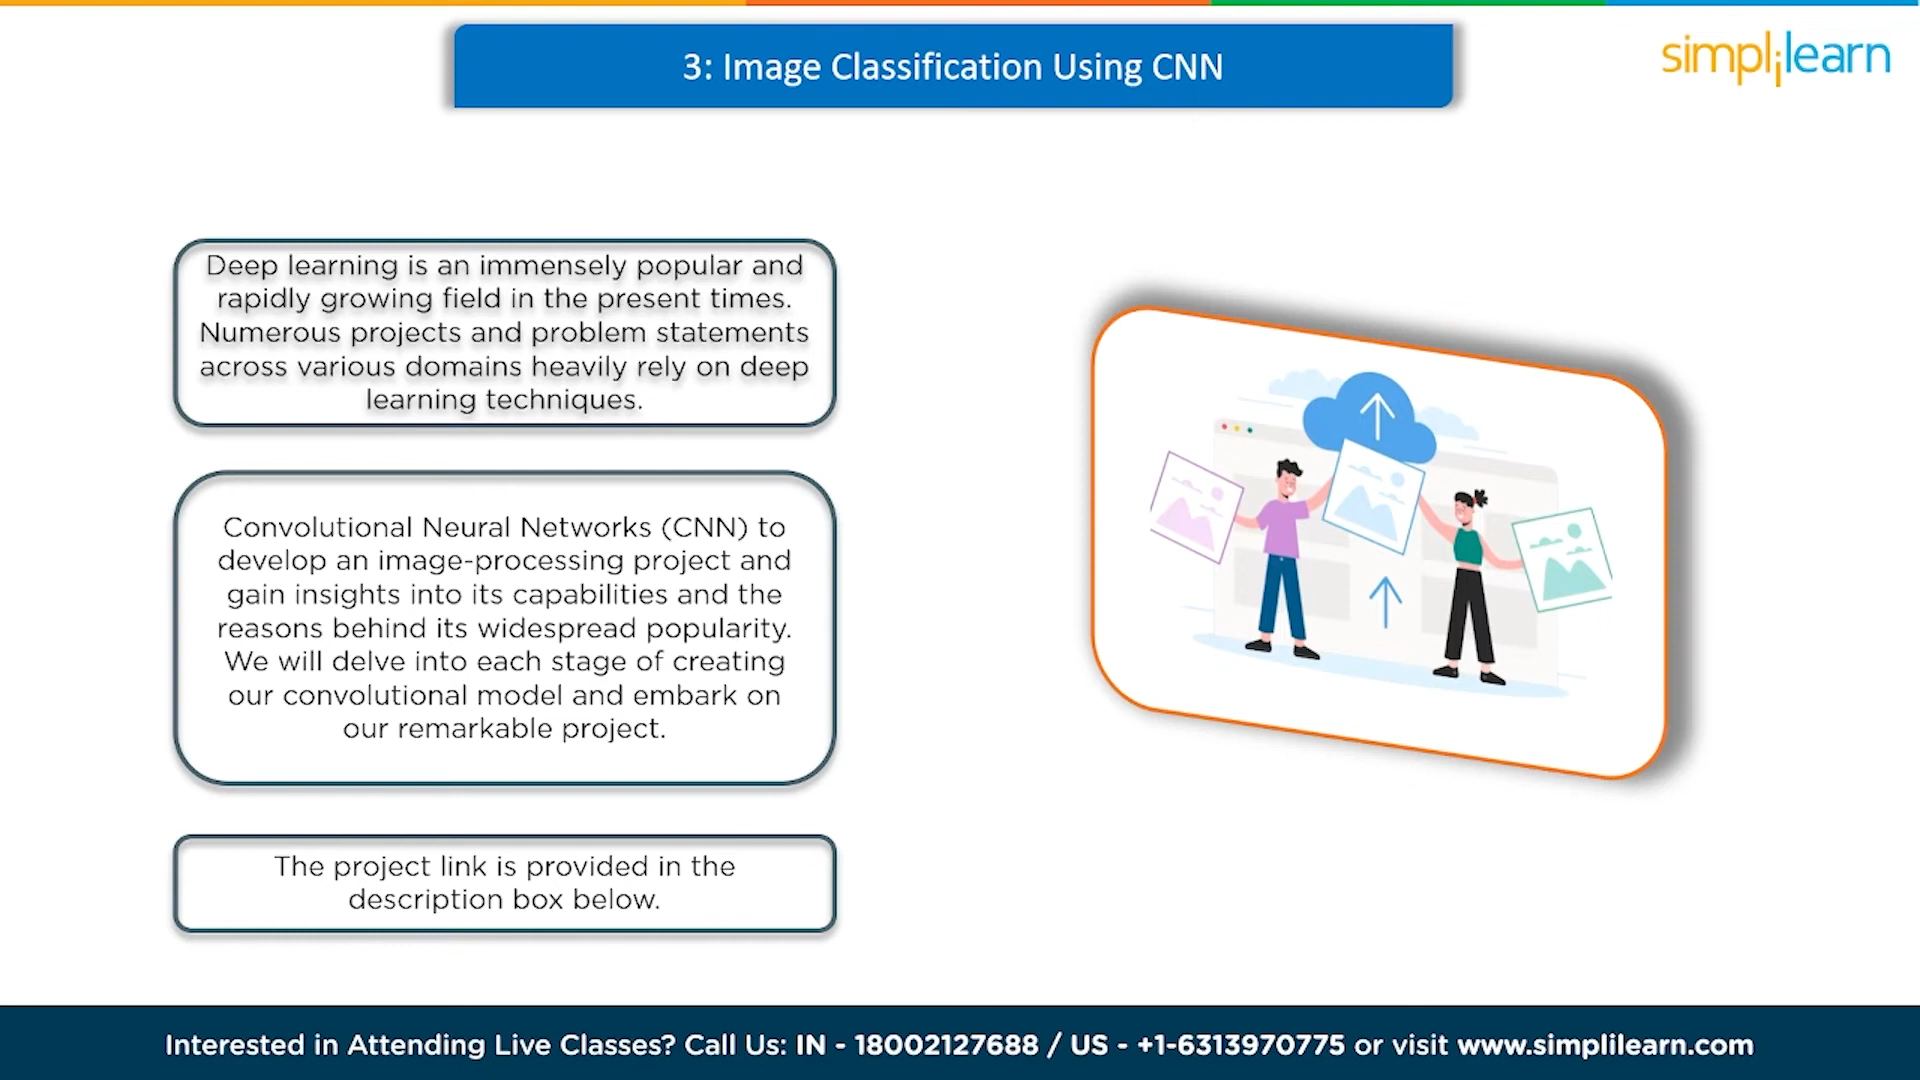 3: Image Classification Using CNN
simplilearn
Deep learning is an immensely popular and
rapidly growing field in the present times.
Numerous projects and problem statements
across various domains heavily rely on deep
learning techniques.
Convolutional Neural Networks (CNN) to
develop an image-processing project and
gain insights into its capabilities and the
reasons behind its widespread popularity.
We will delve into each stage of creating
our convolutional model and embark on
our remarkable project.
The project link is provided in the
description box below.
Interested in Attending Live Classes? Call Us: IN - 18002127688 / US - +1-6313970775 or visit www.simplilearn.com